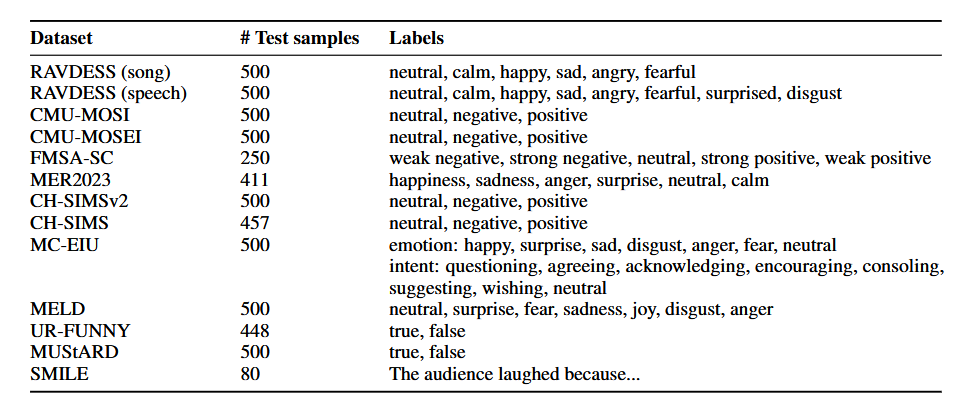 Dataset # Test samples Labels
RAVDESS (song) 500 neutral, calm, happy, sad, angry, fearful
RAVDESS (speech) 500 neutral, calm, happy, sad, angry, fearful, surprised, disgust
CMU-MOSI 500 neutral, negative, positive
CMU-MOSEI 500 neutral, negative, positive
FMSA-SC 250 weak negative, strong negative, neutral, strong positive, weak positive
MER2023 411 happiness, sadness, anger, surprise, neutral, calm
CH-SIMSv2 500 neutral, negative, positive
CH-SIMS 457 neutral, negative, positive
MC-EIU 500 emotion: happy, surprise, sad, disgust, anger, fear, neutral
intent: questioning, agreeing, acknowledging, encouraging, consoling,
suggesting, wishing, neutral
MELD 500 neutral, surprise, fear, sadness, joy, disgust, anger
UR-FUNNY 448 true, false
MUStARD 500 true, false
SMILE 80 The audience laughed because...